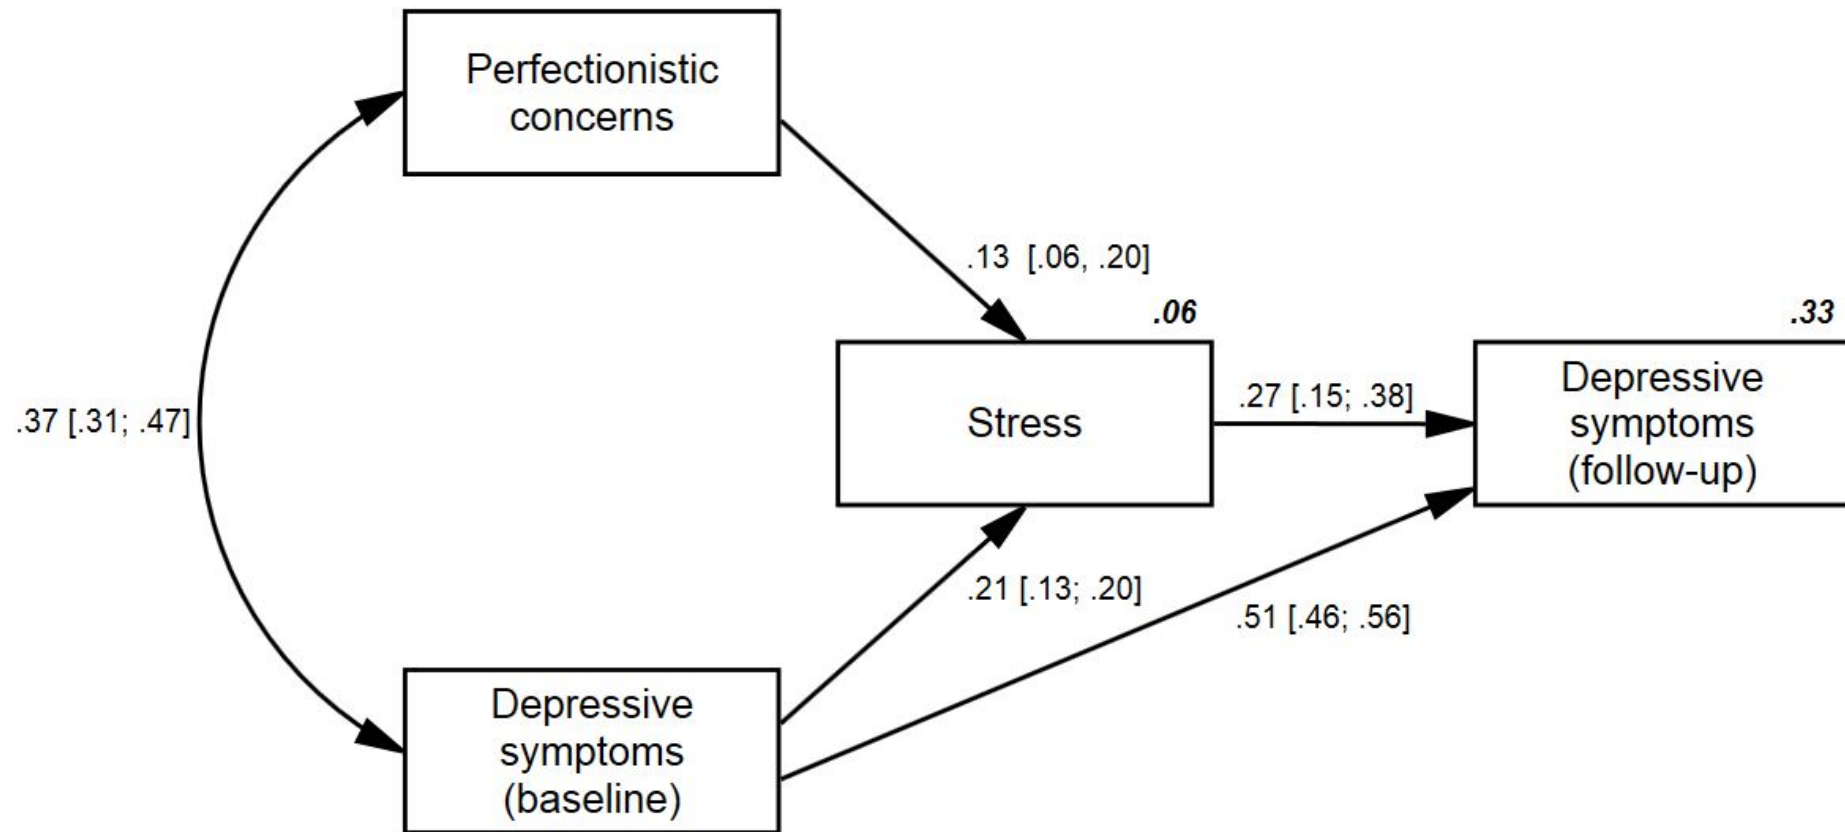 Perfectionistic
concerns
.13  [.06, .20]
.06
.33
.37 [.31; .47]
Stress
.27 [.15; .38]
Depressive
symptoms
(follow-up)
.21 [.13; .20]
.51 [.46; .56]
Depressive
symptoms
(baseline)